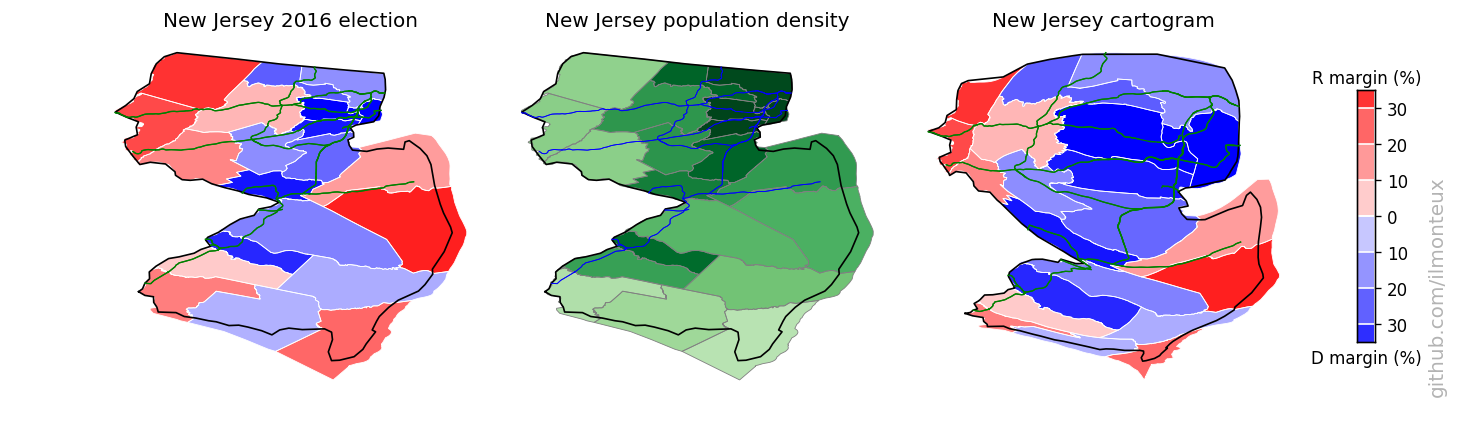 New Jersey 2016 election
New Jersey population density
New Jersey cartogram
R margin (%)
30
20
10
0
10
20
30
D margin (%)
github.com/ilmonteux